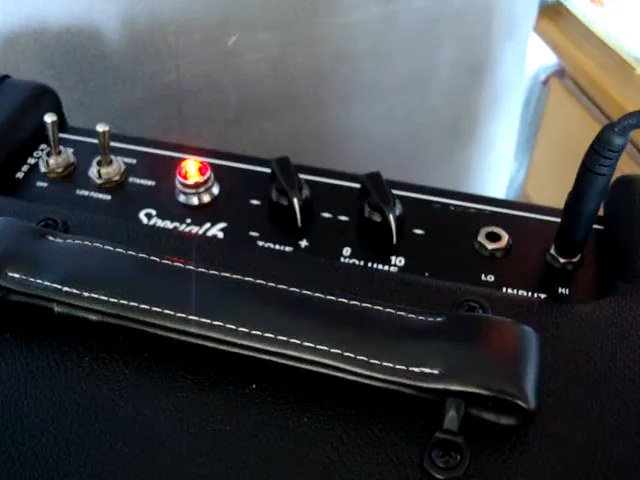 OFF
LOW POWER
STANDBY
Special 6
- TONE +
0 10
VOLUME
LO
INPUT
HI